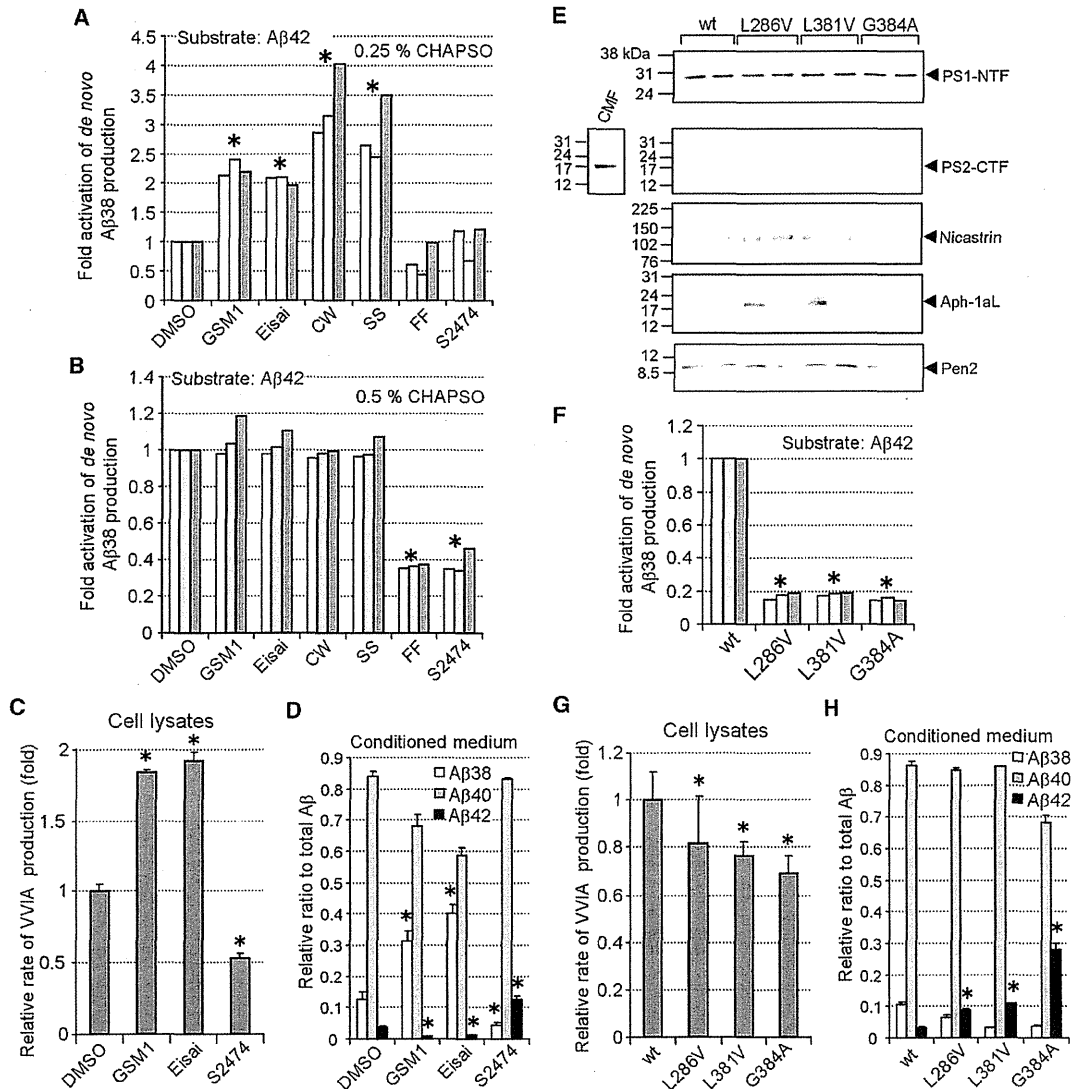 A
Substrate: Aβ42
0.25 % CHAPSO
Fold activation of de novo
Aβ38 production
4.5
4
3.5
3
2.5
2
1.5
1
0.5
0
*
*
*
*
DMSO
GSM1
Eisai
CW
SS
FF
S2474
B
Substrate: Aβ42
0.5 % CHAPSO
Fold activation of de novo
Aβ38 production
1.4
1.2
1
0.8
0.6
0.4
0.2
0
*
*
DMSO
GSM1
Eisai
CW
SS
FF
S2474
C
Cell lysates
Relative rate of VVIA production (fold)
2
1.5
1
0.5
0
*
*
*
DMSO
GSM1
Eisai
S2474
D
Conditioned medium
Aβ38
Aβ40
Aβ42
Relative ratio to total Aβ
0.9
0.8
0.7
0.6
0.5
0.4
0.3
0.2
0.1
0
*
*
*
*
*
*
DMSO
GSM1
Eisai
S2474
E
wt L286V L381V G384A
38 kDa
31
24
PS1-NTF
CMF
31
24
17
12
31
24
17
12
PS2-CTF
225
150
102
76
Nicastrin
31
24
17
12
Aph-1aL
12
8.5
Pen2
F
Substrate: Aβ42
Fold activation of de novo
Aβ38 production
1.2
1
0.8
0.6
0.4
0.2
0
*
*
*
wt
L286V
L381V
G384A
G
Cell lysates
Relative rate of VVIA production (fold)
1.2
1
0.8
0.6
0.4
0.2
0
*
*
*
wt
L286V
L381V
G384A
H
Conditioned medium
Aβ38
Aβ40
Aβ42
Relative ratio to total Aβ
0.9
0.8
0.7
0.6
0.5
0.4
0.3
0.2
0.1
0
*
*
*
wt
L286V
L381V
G384A